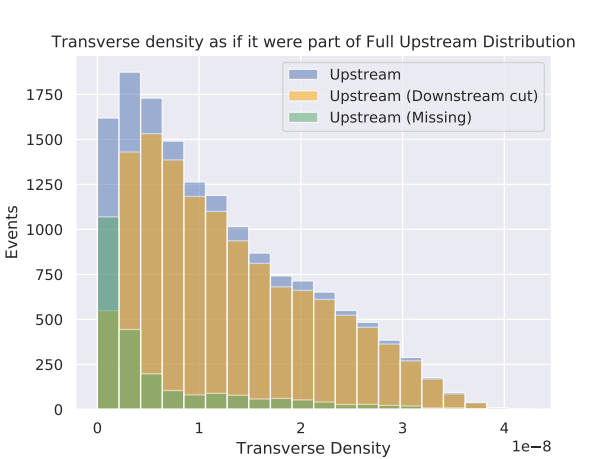 Transverse density as if it were part of Full Upstream Distribution
Upstream
Upstream (Downstream cut)
Upstream (Missing)
1750
1500
1250
1000
750
500
250
0
Events
0 1 2 3 4
1e−8
Transverse Density